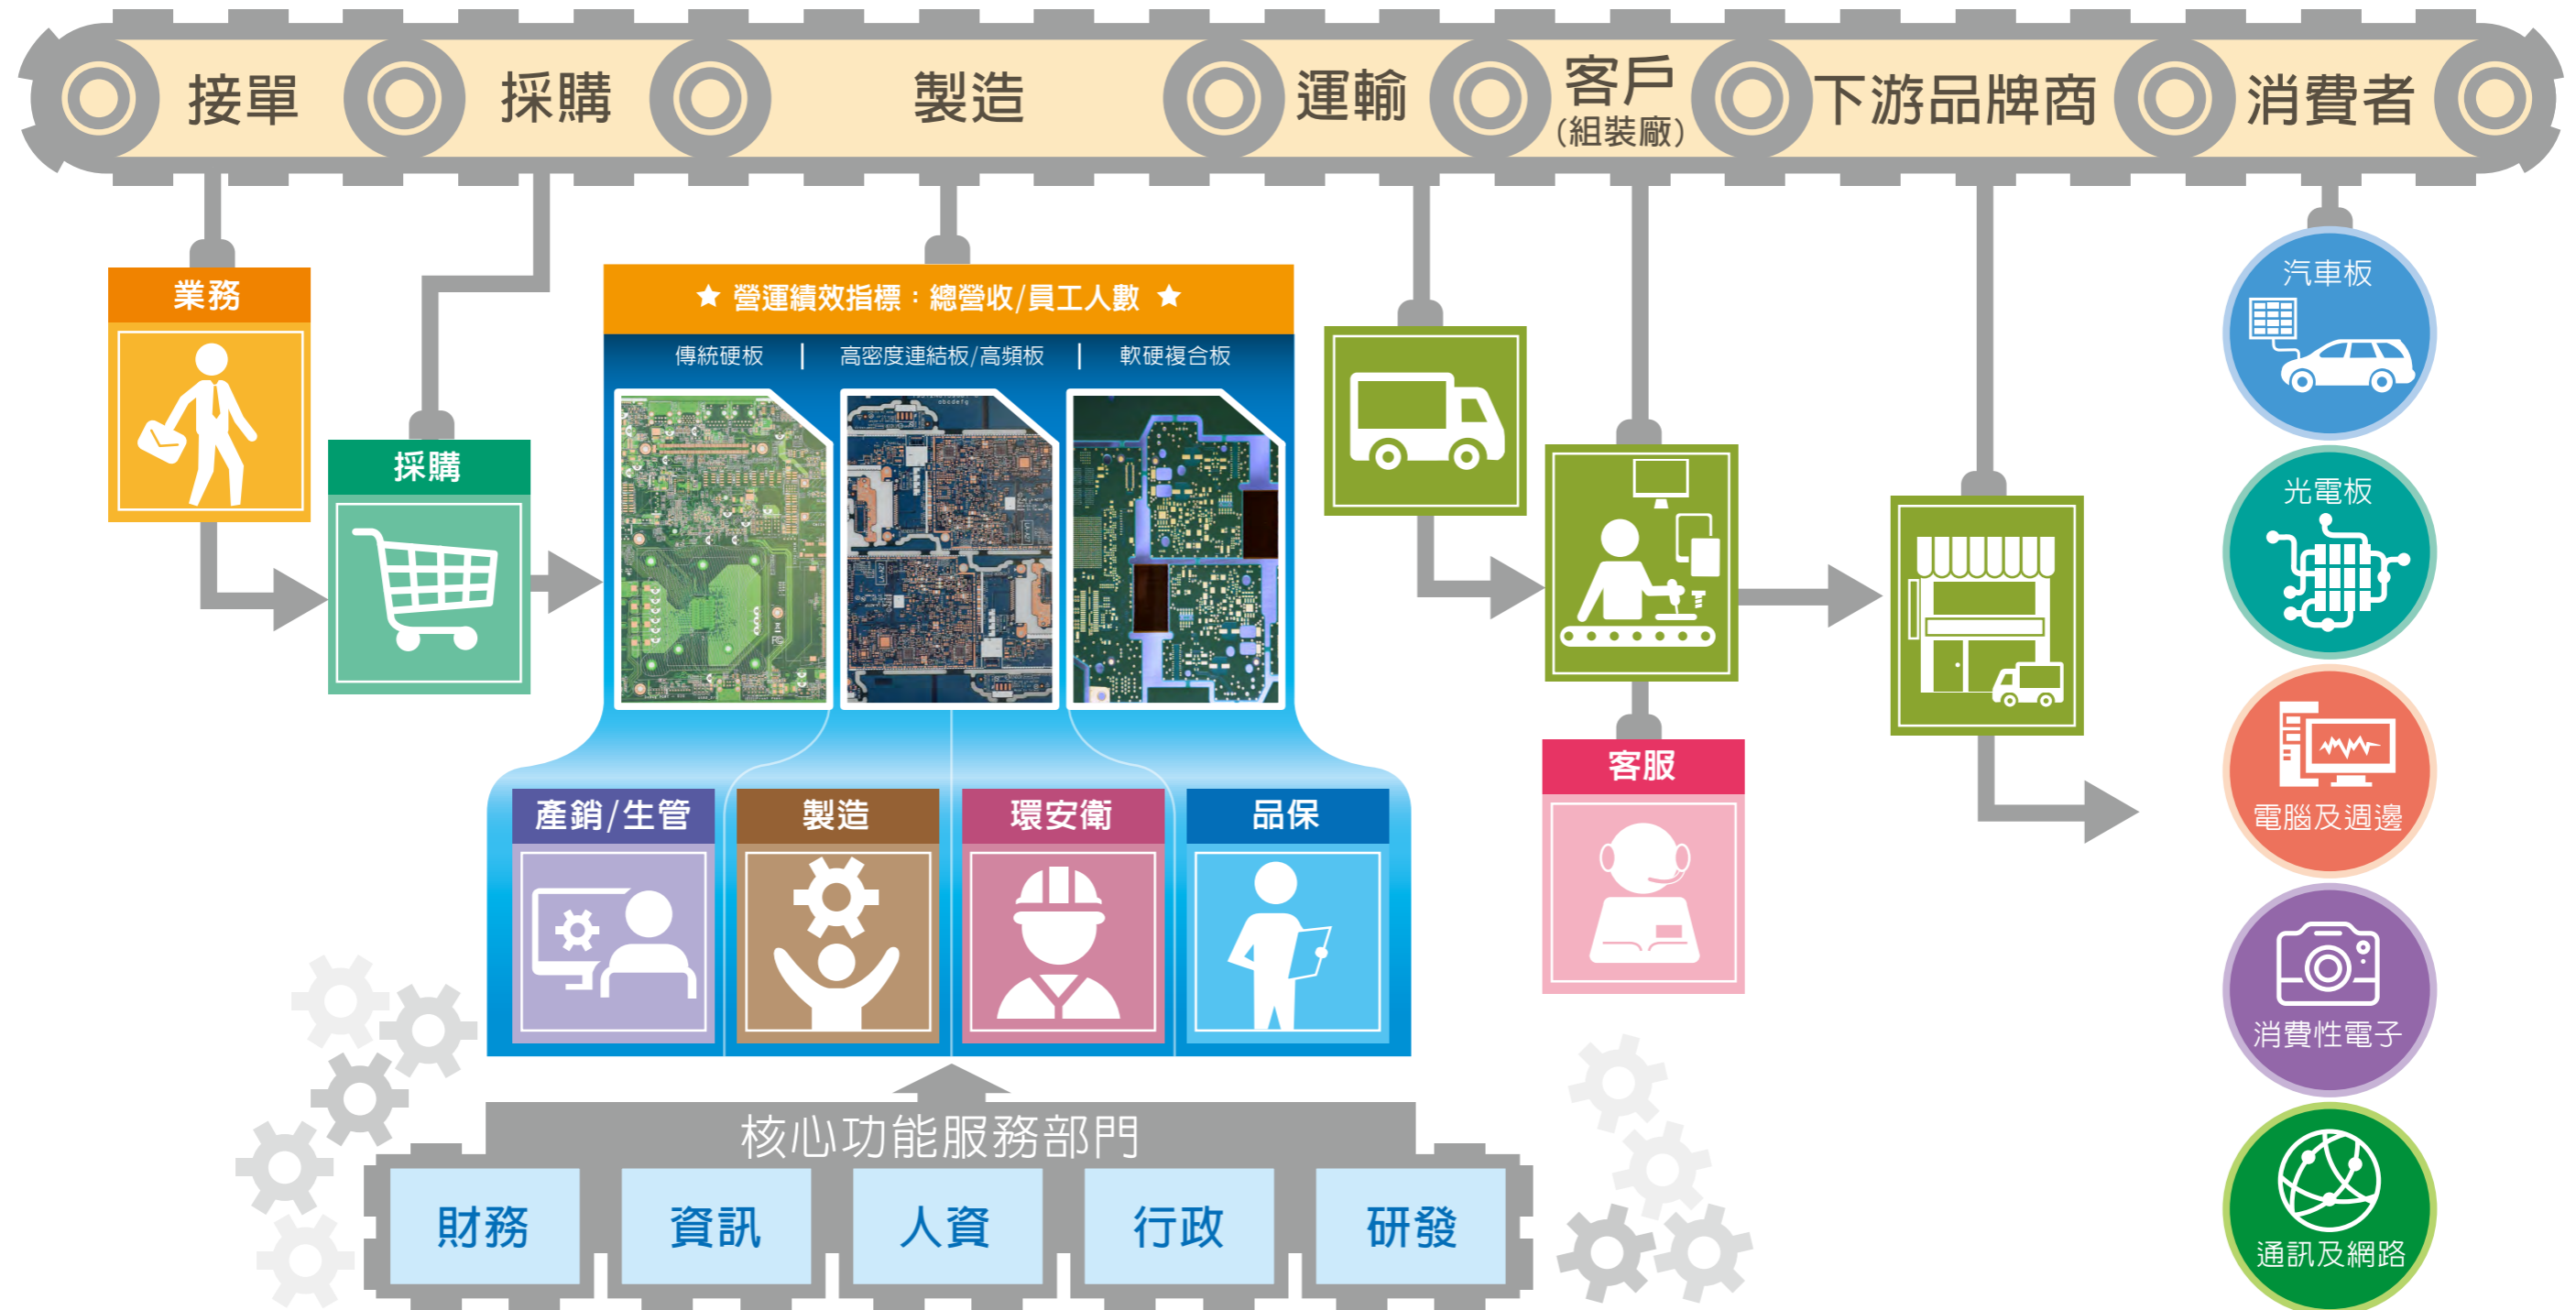 接單
採購
製造
運輸
客戶
(組裝廠)
下游品牌商
消費者
業務
採購
★ 營運績效指標：總營收/員工人數 ★
傳統硬板 | 高密度連結板/高頻板 | 軟硬複合板
產銷/生管
製造
環安衛
品保
客服
汽車板
光電板
電腦及週邊
消費性電子
通訊及網路
核心功能服務部門
財務
資訊
人資
行政
研發